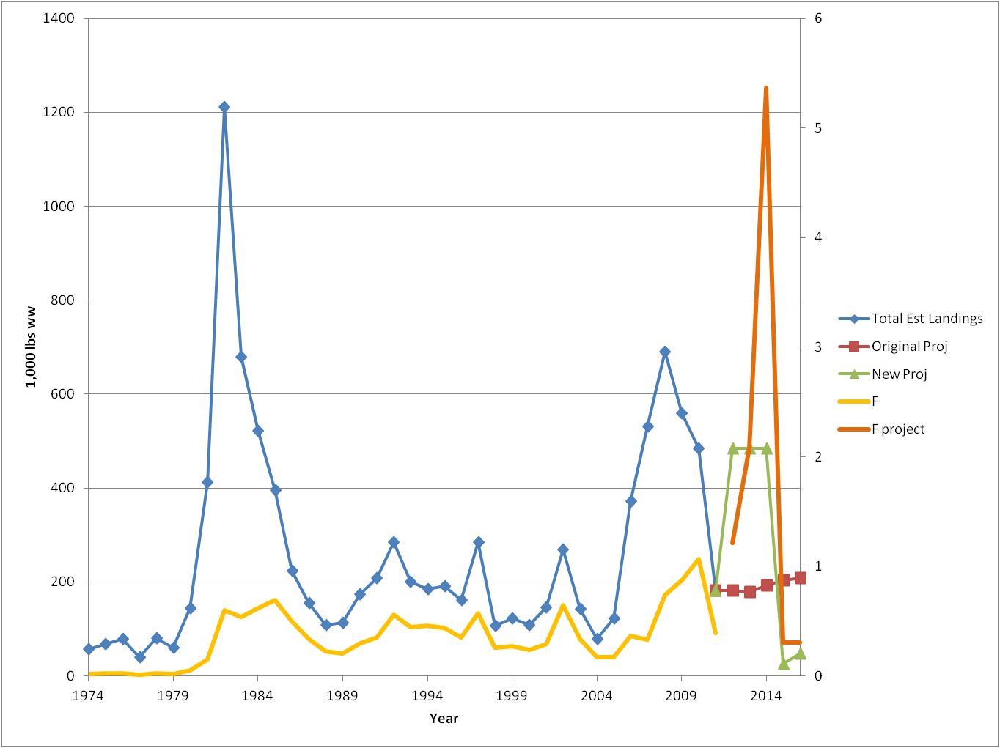 1400
1200
1000
800
600
400
200
0
1,000 lbs ww
6
5
4
3
2
1
0
1974 1979 1984 1989 1994 1999 2004 2009 2014
Year
Total Est Landings
Original Proj
New Proj
F
F project